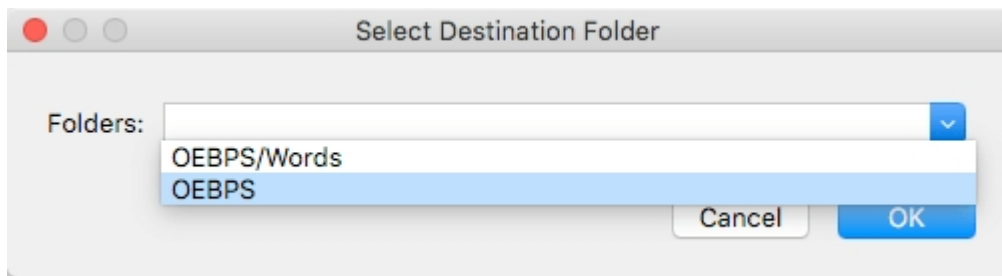 Select Destination Folder
Folders:
OEBPS/Words
OEBPS
Cancel OK